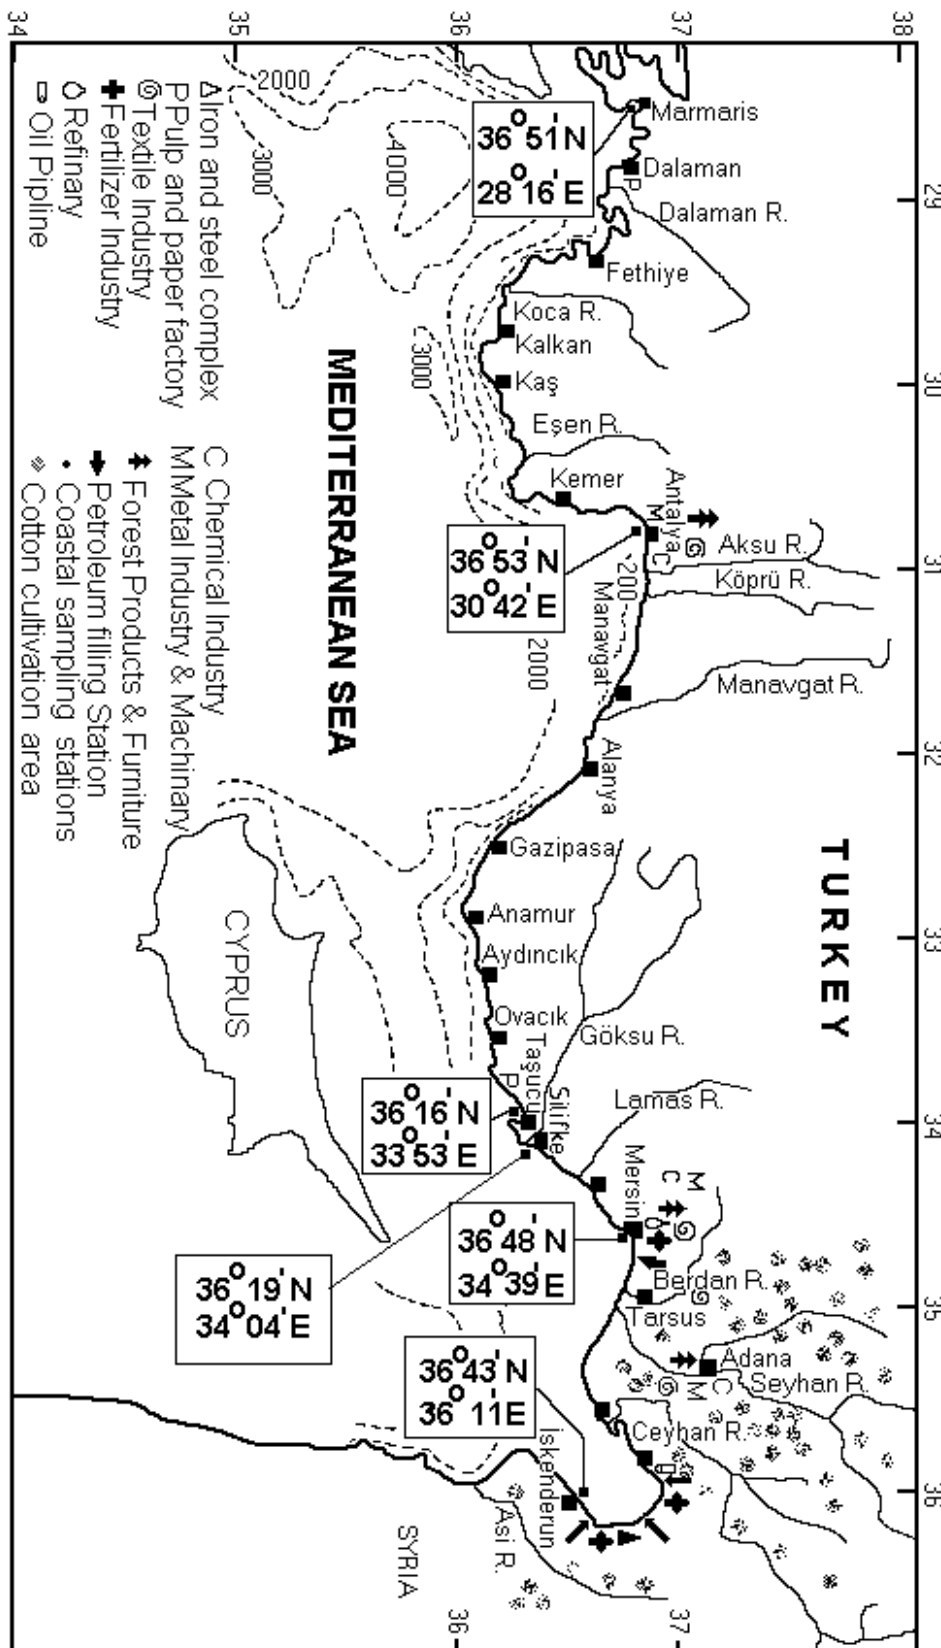 34
35
36
37
38
29
30
31
32
33
34
35
36
36
37
TURKEY
MEDITERRANEAN SEA
CYPRUS
SYRIA
Marmaris
Dalaman
P
Dalaman R.
Fethiye
Koca R.
Kalkan
Kaş
Eşen R.
Kemer
Antalya
M C
Aksu R.
Köprü R.
Manavgat
Manavgat R.
Alanya
Gazipasa
Anamur
Aydıncık
Ovacık
Taşucu
P
Silifke
Göksu R.
Lamas R.
Mersin
M
C
Berdan R.
Tarsus
Adana
C
M
Seyhan R.
Ceyhan R.
İskenderun
Asi R.
2000
3000
4000
3000
200
2000
36°51'N
28°16'E
36°53'N
30°42'E
36°16'N
33°53'E
36°19'N
34°04'E
36°48'N
34°39'E
36°43'N
36°11'E
Iron and steel complex
P Pulp and paper factory
Textile Industry
Fertilizer Industry
Refinary
Oil Pipline
C Chemical Industry
M Metal Industry & Machinary
Forest Products & Furniture
Petroleum filling Station
Coastal sampling stations
Cotton cultivation area